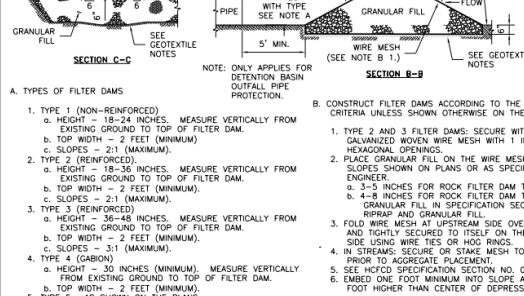 6
6
6"
GRANULAR
FILL
SEE
GEOTEXTILE
NOTES
SECTION C-C
PIPE
WITH TYPE
SEE NOTE A
GRANULAR FILL
FLOW
6"
5' MIN.
WIRE MESH
(SEE NOTE B 1.)
SEE GEOTEXT
NOTES
SECTION B-B
NOTE: ONLY APPLIES FOR
DETENTION BASIN
OUTFALL PIPE
PROTECTION.
A. TYPES OF FILTER DAMS
1. TYPE 1 (NON-REINFORCED)
a. HEIGHT - 18-24 INCHES. MEASURE VERTICALLY FROM
EXISTING GROUND TO TOP OF FILTER DAM.
b. TOP WIDTH - 2 FEET (MINIMUM)
c. SLOPES - 2:1 (MAXIMUM).
2. TYPE 2 (REINFORCED).
a. HEIGHT - 18-36 INCHES. MEASURE VERTICALLY FROM
EXISTING GROUND TO TOP OF FILTER DAM.
b. TOP WIDTH - 2 FEET (MINIMUM).
c. SLOPES - 2:1 (MAXIMUM).
3. TYPE 3 (REINFORCED)
a. HEIGHT - 36-48 INCHES. MEASURE VERTICALLY FROM
EXISTING GROUND TO TOP OF FILTER DAM.
b. TOP WIDTH - 2 FEET (MINIMUM).
c. SLOPES - 3:1 (MAXIMUM).
4. TYPE 4 (GABION)
a. HEIGHT - 30 INCHES (MINIMUM). MEASURE VERTICALLY
FROM EXISTING GROUND TO TOP OF FILTER DAM.
b. TOP WIDTH - 2 FEET (MINIMUM).
B. CONSTRUCT FILTER DAMS ACCORDING TO THE
CRITERIA UNLESS SHOWN OTHERWISE ON THE
1. TYPE 2 AND 3 FILTER DAMS: SECURE WIT
GALVANIZED WOVEN WIRE MESH WITH 1 I
HEXAGONAL OPENINGS.
2. PLACE GRANULAR FILL ON THE WIRE MES
SLOPES SHOWN ON PLANS OR AS SPECI
ENGINEER.
a. 3-5 INCHES FOR ROCK FILTER DAM T
b. 4-8 INCHES FOR ROCK FILTER DAM T
GRANULAR FILL IN SPECIFICATION SEC
RIPRAP AND GRANULAR FILL.
3. FOLD WIRE MESH AT UPSTREAM SIDE OVE
AND TIGHTLY SECURED TO ITSELF ON THE
SIDE USING WIRE TIES OR HOG RINGS.
4. IN STREAMS: SECURE OR STAKE MESH TO
PRIOR TO AGGREGATE PLACEMENT.
5. SEE HCFCD SPECIFICATION SECTION NO. 0
6. EMBED ONE FOOT MINIMUM INTO SLOPE A
FOOT HIGHER THAN CENTER OF DEPRESS